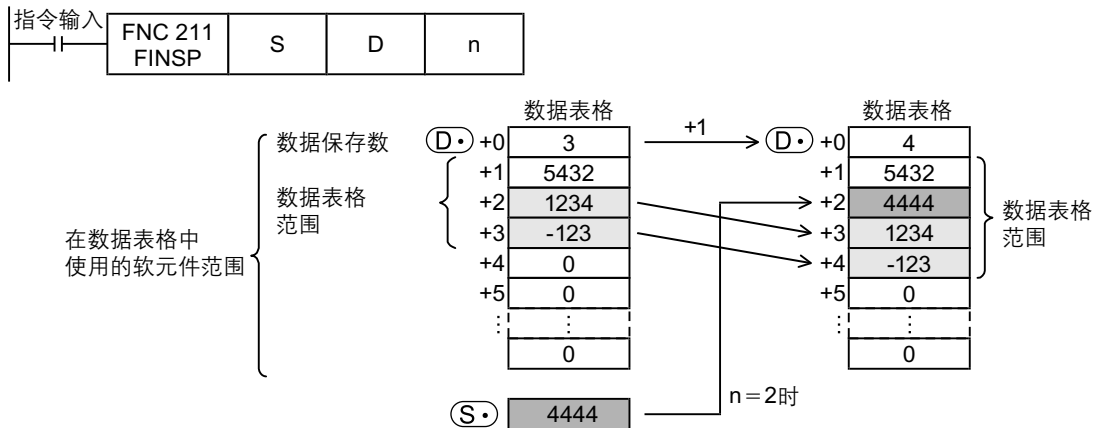 指令输入
FNC 211
FINSP
S
D
n
数据表格
数据表格
数据保存数
D・ +0 3
+1
D・ +0 4
+1 5432
+1 5432
数据表格
范围
+2 1234
+2 4444
+3 -123
+3 1234
数据表格
范围
在数据表格中
使用的软元件范围
+4 0
+4 -123
+5 0
+5 0
⋮ ⋮
⋮ ⋮
0
0
n=2时
S・ 4444